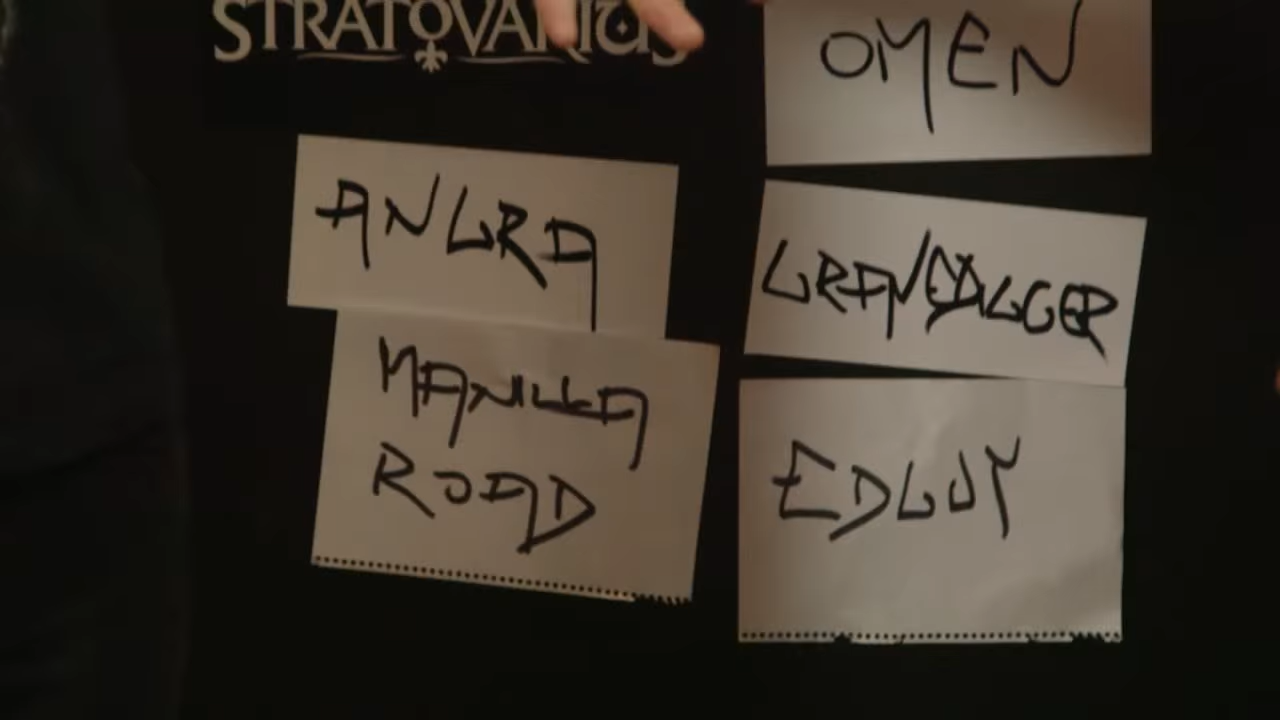 STRATOVARIUS
OMEN
ANGRA
GRAVEDIGGER
MANILLA
ROAD
EDGUY